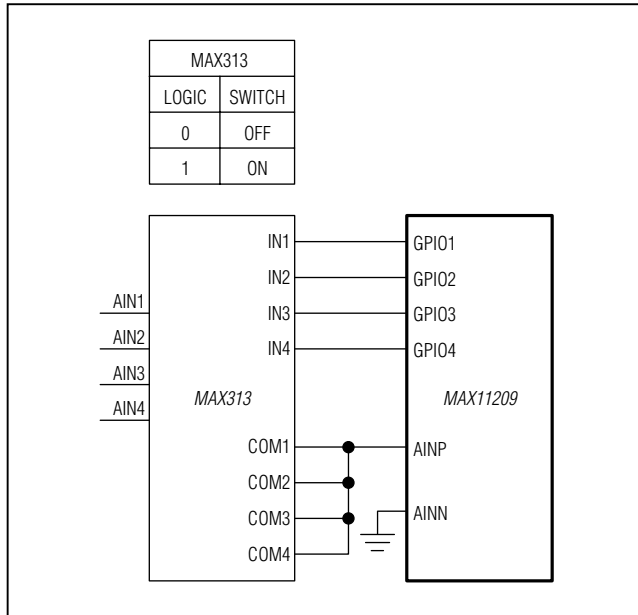 MAX313
LOGIC SWITCH
0 OFF
1 ON
IN1 GPIO1
IN2 GPIO2
AIN1 IN3 GPIO3
AIN2 IN4 GPIO4
AIN3
AIN4 MAX313 MAX11209
COM1 AINP
COM2
COM3 AINN
COM4